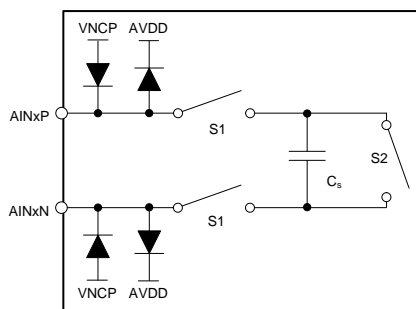 VNCP AVDD
AINxP
S1
S2
Cs
AINxN
S1
VNCP AVDD